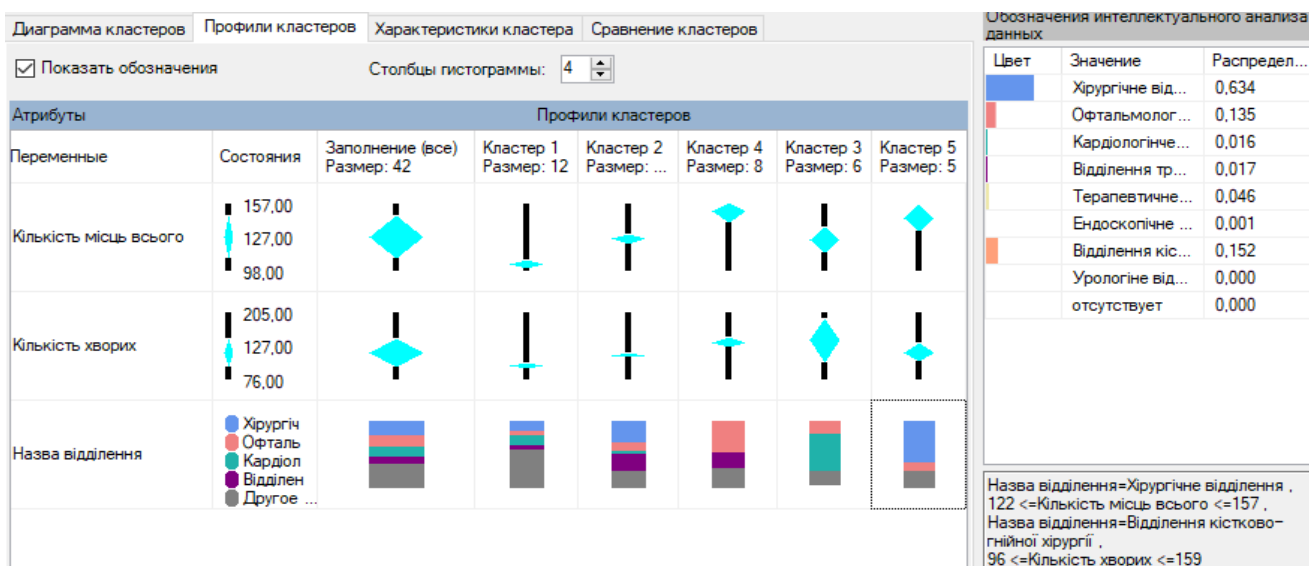 Диаграмма кластеров Профили кластеров Характеристики кластера Сравнение кластеров
Показать обозначения Столбцы гистограммы: 4
Атрибуты Профили кластеров
Переменные Состояния Заполнение (все) Размер: 42 Кластер 1 Размер: 12 Кластер 2 Размер: ... Кластер 4 Размер: 8 Кластер 3 Размер: 6 Кластер 5 Размер: 5
157,00
Кількість місць всього 127,00
98,00
205,00
Кількість хворих 127,00
76,00
Хірургіч
Офталь
Назва відділення Кардіол
Відділен
Другое ...
Обозначения интеллектуального анализа
данных
Цвет Значение Распредел...
Хірургічне від... 0,634
Офтальмолог... 0,135
Кардіологінче... 0,016
Відділення тр... 0,017
Терапевтичне... 0,046
Ендоскопічне ... 0,001
Відділення кіс... 0,152
Урологіне від... 0,000
отсутствует 0,000
Назва відділення=Хірургічне відділення ,
122 <=Кількість місць всього <=157 ,
Назва відділення=Відділення кістково-
гнійної хірургії ,
96 <=Кількість хворих <=159